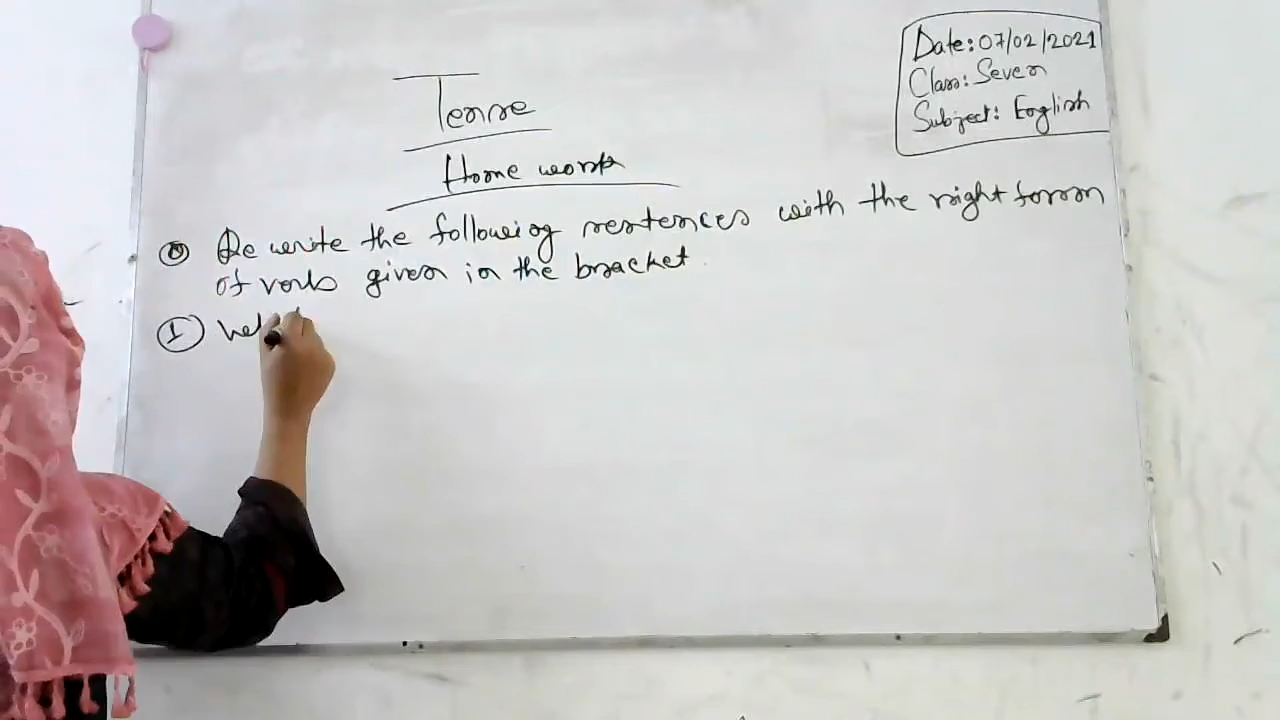 Date: 07/02/2021
Class: Seven
Subject: English
Tense
Home work
Re write the following sentences with the right form
of verbs given in the bracket.
1